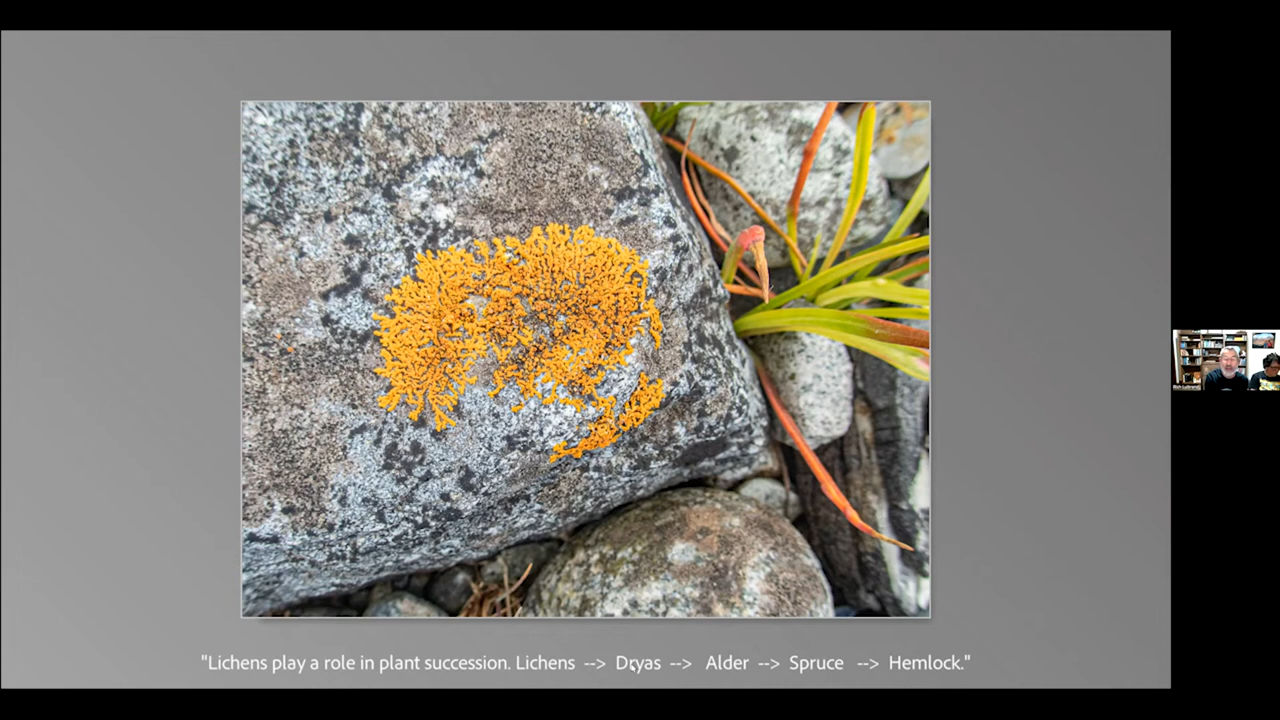 "Lichens play a role in plant succession. Lichens --> Dryas --> Alder --> Spruce --> Hemlock."